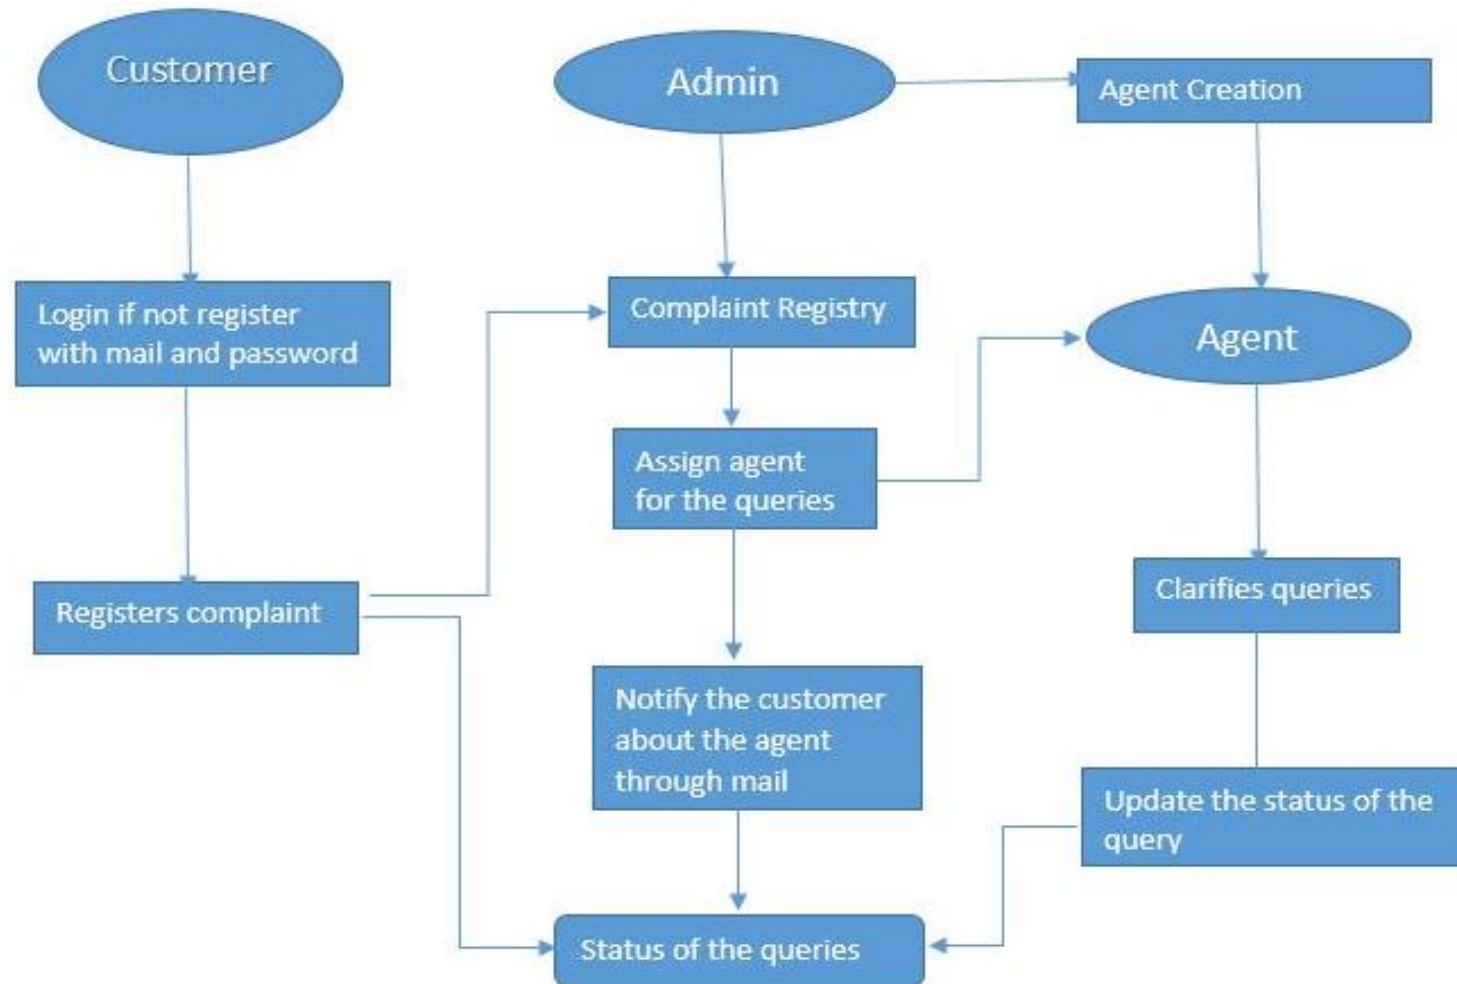 Customer
Admin
Agent Creation
Login if not register
with mail and password
Complaint Registry
Agent
Assign agent
for the queries
Registers complaint
Clarifies queries
Notify the customer
about the agent
through mail
Update the status of the
query
Status of the queries